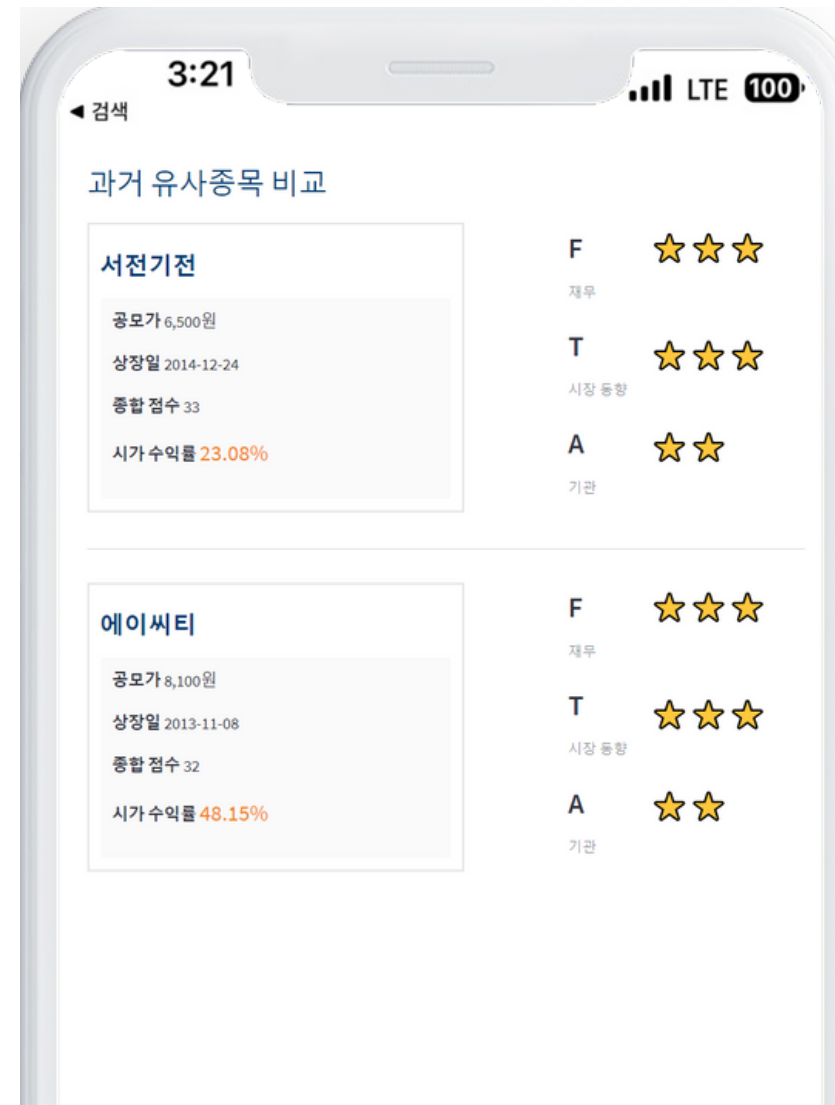 3:21
LTE 100
◀ 검색
과거 유사종목 비교
서전기전
공모가 6,500원
상장일 2014-12-24
종합 점수 33
시가 수익률 23.08%
F
재무
T
시장 동향
A
기관
에이씨티
공모가 8,100원
상장일 2013-11-08
종합 점수 32
시가 수익률 48.15%
F
재무
T
시장 동향
A
기관